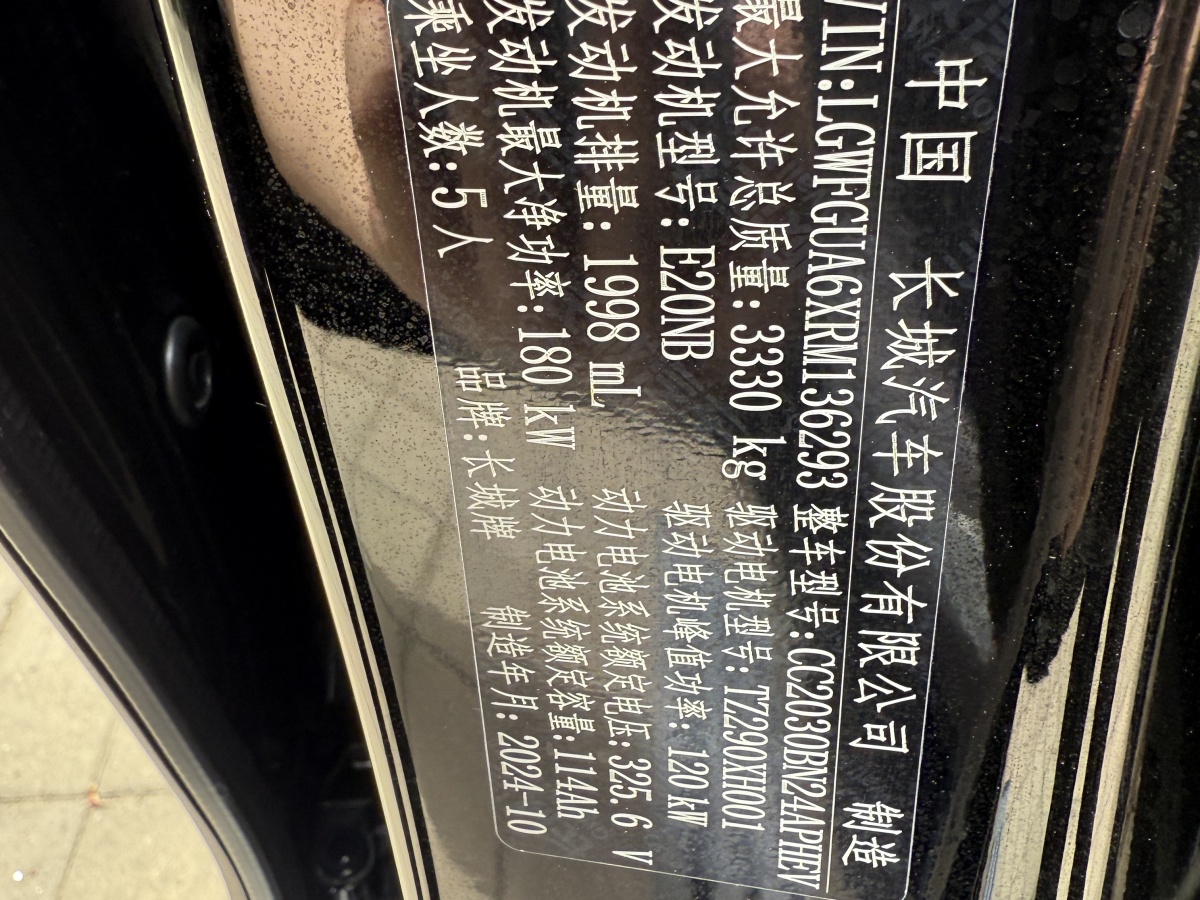 中国 长城汽车股份有限公司 制造
VIN:LGWFGUA6XRM136293 整车型号:CC2030BN24APHEV
最大允许总质量:3330 kg 驱动电机型号:TZ290XH001
发动机型号:E20NB 驱动电机峰值功率:120kW
发动机排量:1998 mL 动力电池系统额定电压:325.6 V
发动机最大净功率:180 kW 动力电池系统额定容量:114Ah
乘坐人数:5人 品牌:长城牌 制造年月:2024-10